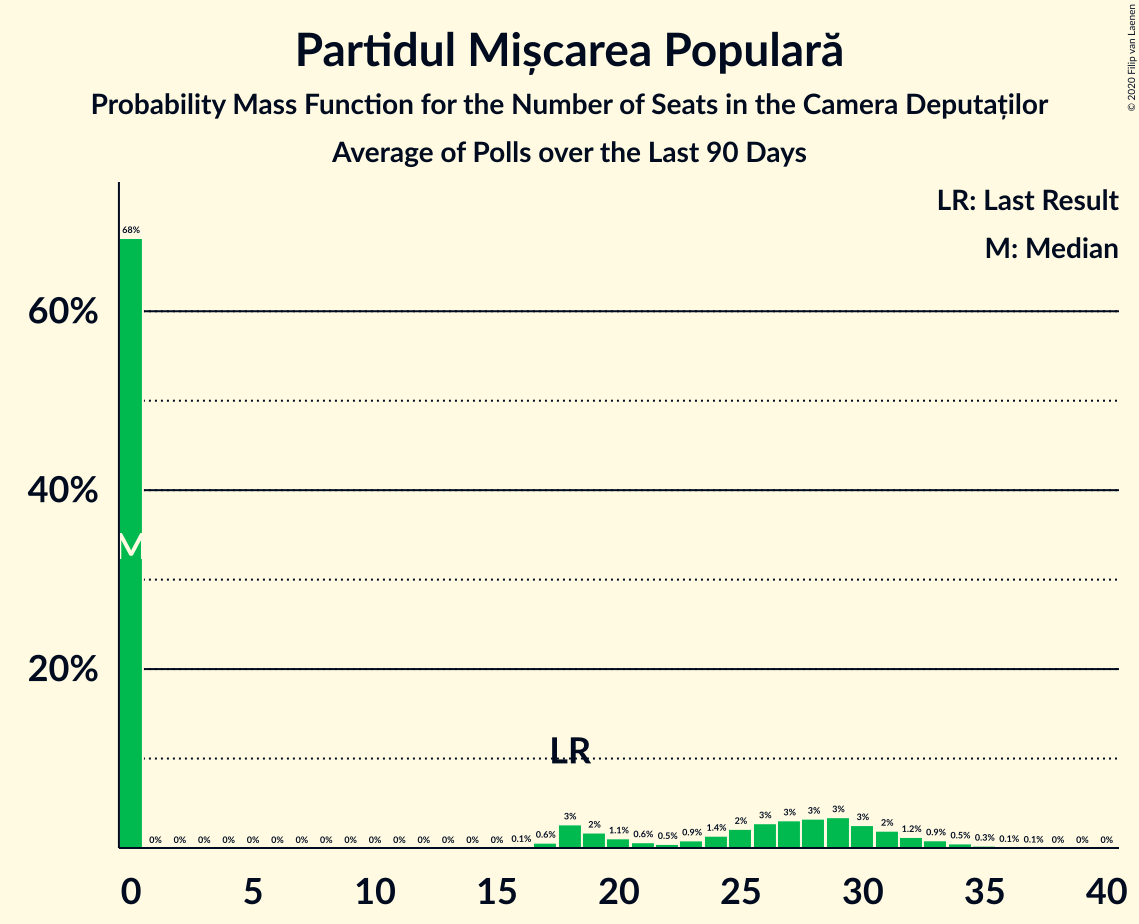 © 2020 Filip van Laenen
Partidul Mișcarea Populară
Probability Mass Function for the Number of Seats in the Camera Deputaților
Average of Polls over the Last 90 Days
LR: Last Result
M: Median
68%
60%
40%
M
20%
LR
0% 0% 0% 0% 0% 0% 0% 0% 0% 0% 0% 0% 0% 0% 0% 0.1% 0.6% 3% 2% 1.1% 0.6% 0.5% 0.9% 1.4% 2% 3% 3% 3% 3% 3% 2% 1.2% 0.9% 0.5% 0.3% 0.1% 0.1% 0% 0% 0%
0 5 10 15 20 25 30 35 40